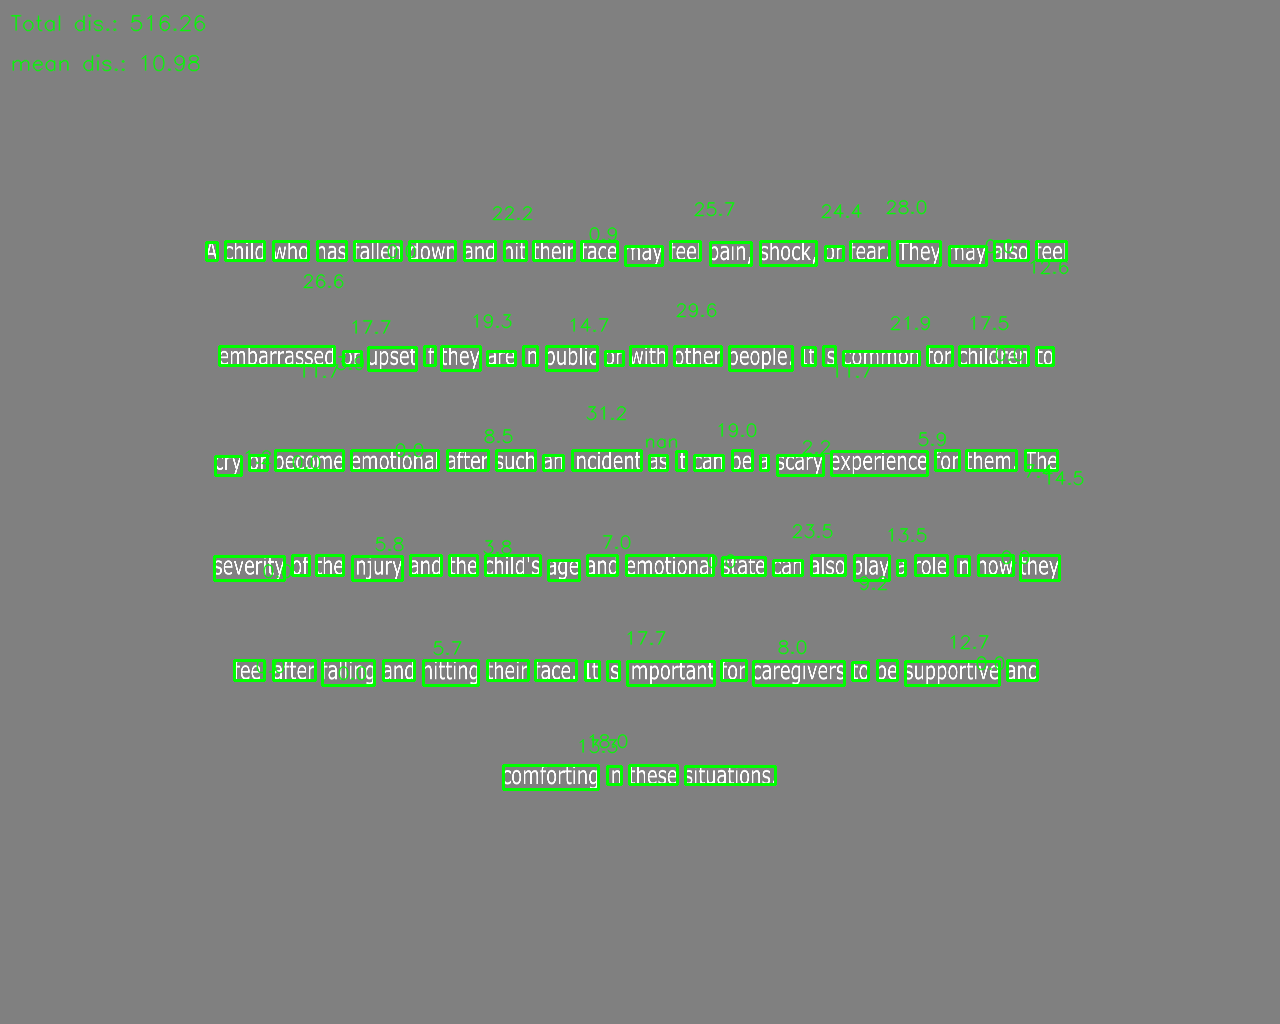 Total dis.: 516.26
mean dis.: 10.98
22.2 0.9 25.7 24.4 28.0
A child who has fallen down and hit their face may feel pain, shock, or fear. They may also feel
12.6
26.6
17.7 19.3 14.7 29.6 21.9 17.5
embarrassed or upset if they are in public or with other people. It is common for children to
11.7 11.7
31.2
8.5 nan 19.0 2.2 5.9
cry or become emotional after such an incident as it can be a scary experience for them. The
14.5
5.8 3.8 7.0 23.5 13.5
severity of the injury and the child's age and emotional state can also play a role in how they
9.2
5.7 17.7 8.0 12.7
feel after falling and hitting their face. It is important for caregivers to be supportive and
18.0
comforting in these situations.